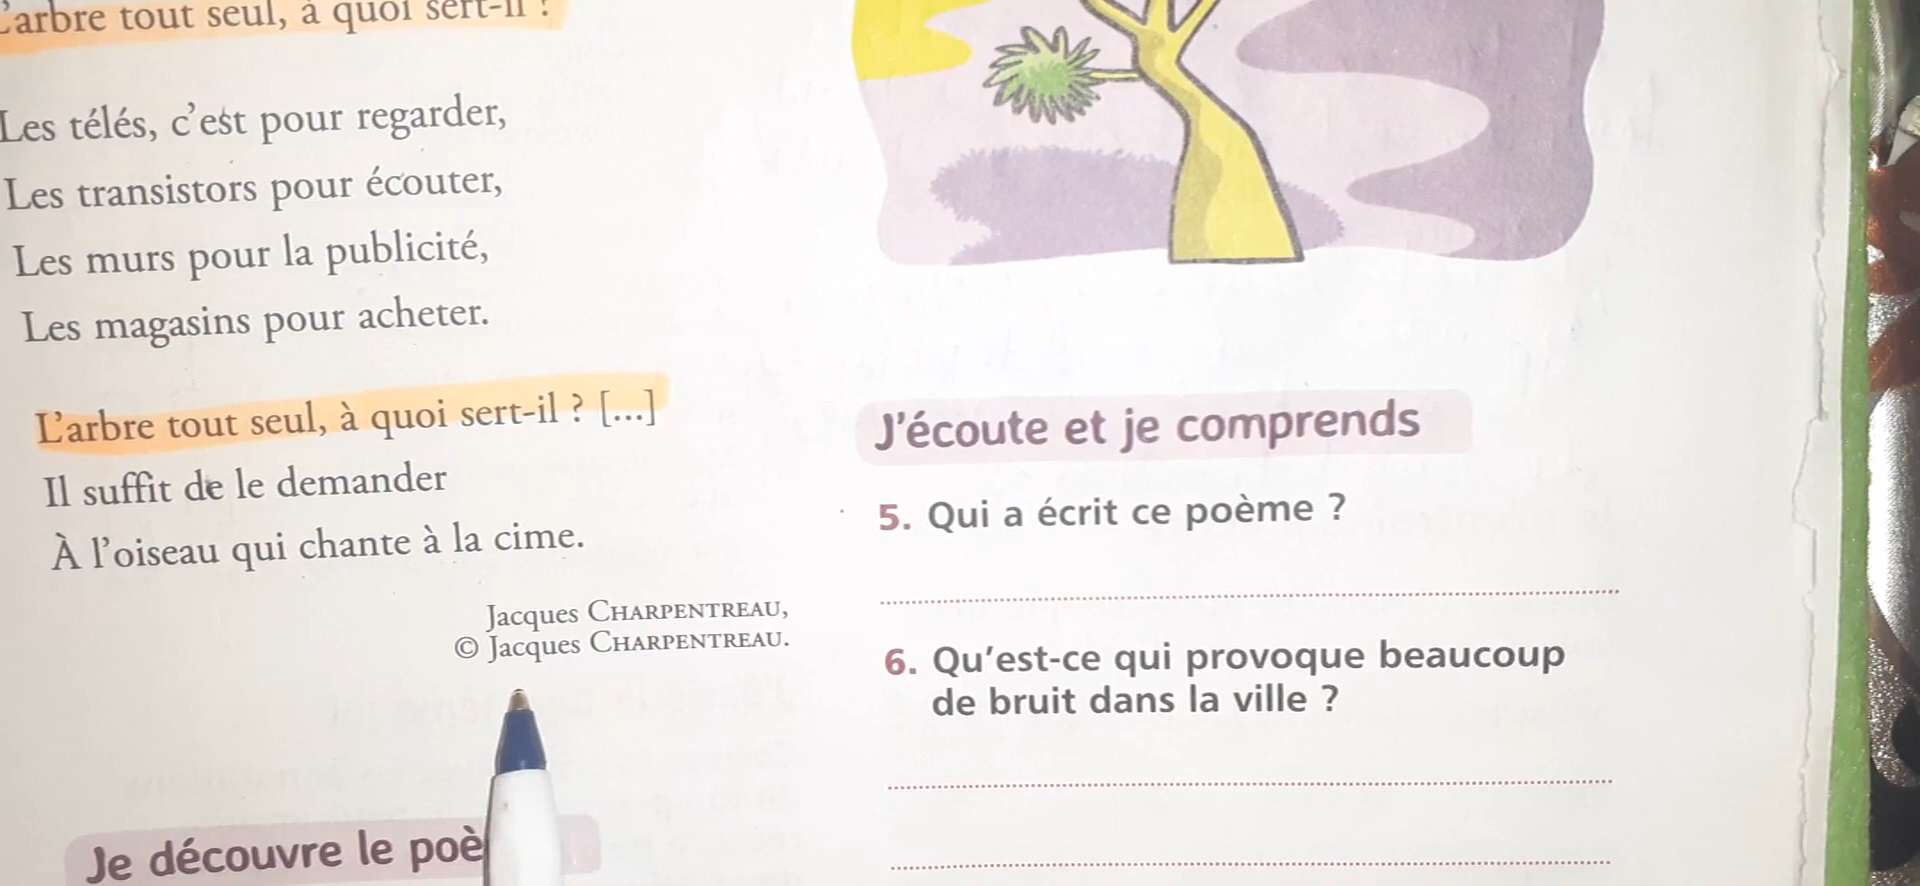 L'arbre tout seul, à quoi sert-il ?
Les télés, c'est pour regarder,
Les transistors pour écouter,
Les murs pour la publicité,
Les magasins pour acheter.
L'arbre tout seul, à quoi sert-il ? [...]
Il suffit de le demander
À l'oiseau qui chante à la cime.
Jacques CHARPENTREAU,
© Jacques CHARPENTREAU.
Je découvre le
J'écoute et je comprends
5. Qui a écrit ce poème ?
6. Qu'est-ce qui provoque beaucoup
de bruit dans la ville ?